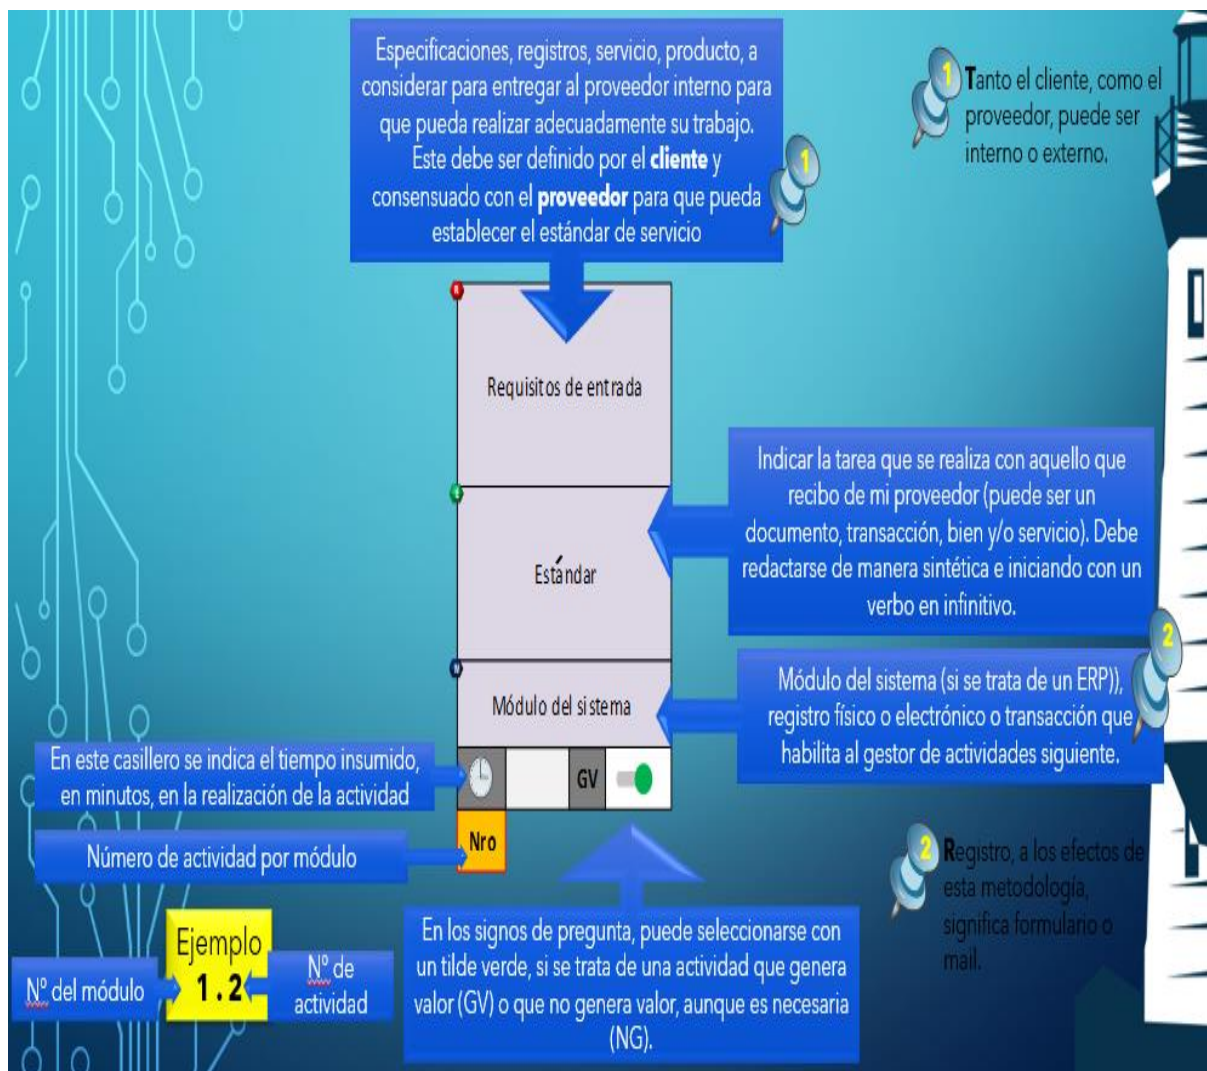 Especificaciones, registros, servicio, producto, a
considerar para entregar al proveedor interno para
que pueda realizar adecuadamente su trabajo.
Este debe ser definido por el cliente y
consensuado con el proveedor para que pueda
establecer el estándar de servicio
1
1
Tanto el cliente, como el
proveedor, puede ser
interno o externo.
R
Requisitos de entrada
Estándar
Indicar la tarea que se realiza con aquello que
recibo de mi proveedor (puede ser un
documento, transacción, bien y/o servicio). Debe
redactarse de manera sintética e iniciando con un
verbo en infinitivo.
Módulo del sistema
Módulo del sistema (si se trata de un ERP)),
registro físico o electrónico o transacción que
habilita al gestor de actividades siguiente.
2
En este casillero se indica el tiempo insumido,
en minutos, en la realización de la actividad
GV
Número de actividad por módulo
Nro
2
Registro, a los efectos de
esta metodología,
significa formulario o
mail.
Nº del módulo
Ejemplo
1 . 2
Nº de
actividad
En los signos de pregunta, puede seleccionarse con
un tilde verde, si se trata de una actividad que genera
valor (GV) o que no genera valor, aunque es necesaria
(NG).